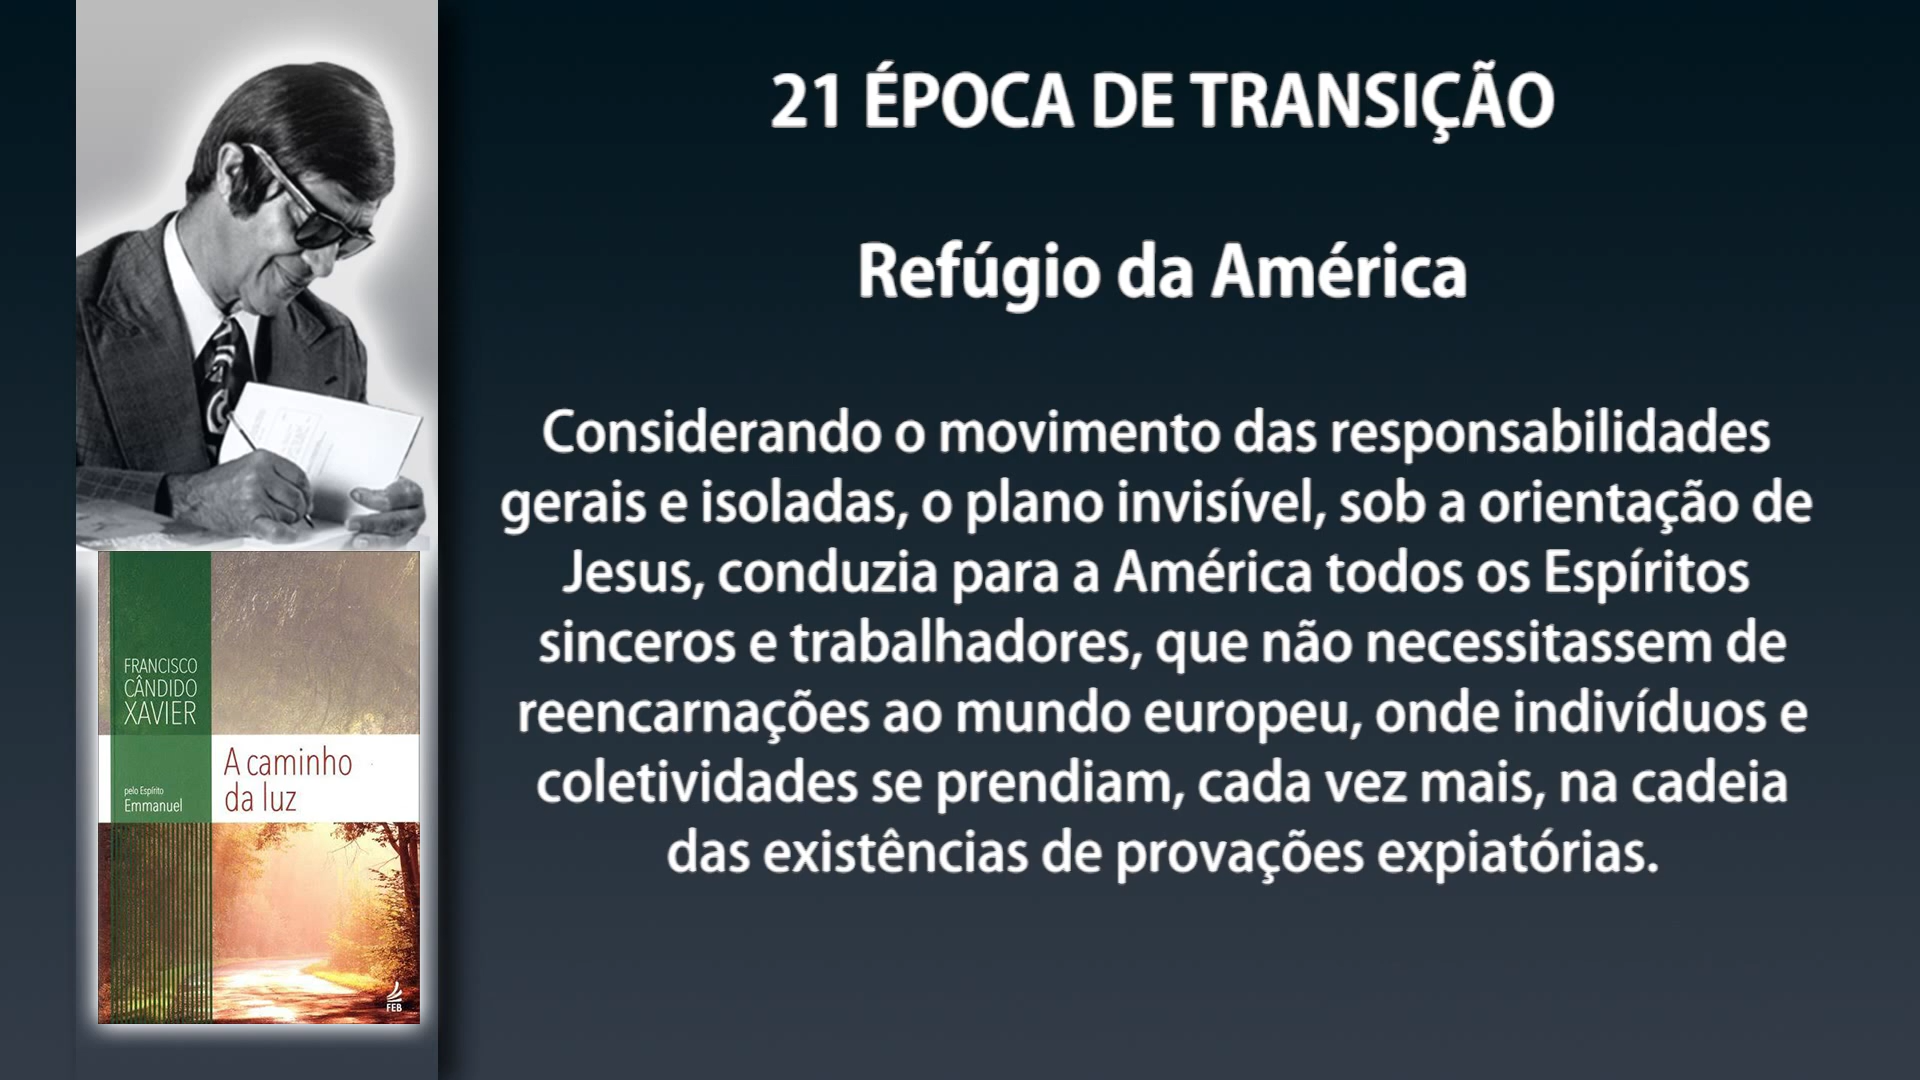 21 ÉPOCA DE TRANSIÇÃO
Refúgio da América
Considerando o movimento das responsabilidades
gerais e isoladas, o plano invisível, sob a orientação de
Jesus, conduzia para a América todos os Espíritos
sinceros e trabalhadores, que não necessitassem de
reencarnações ao mundo europeu, onde indivíduos e
coletividades se prendiam, cada vez mais, na cadeia
das existências de provações expiatórias.
FRANCISCO
CÂNDIDO
XAVIER
A caminho
da luz
pelo Espírito
Emmanuel
FEB